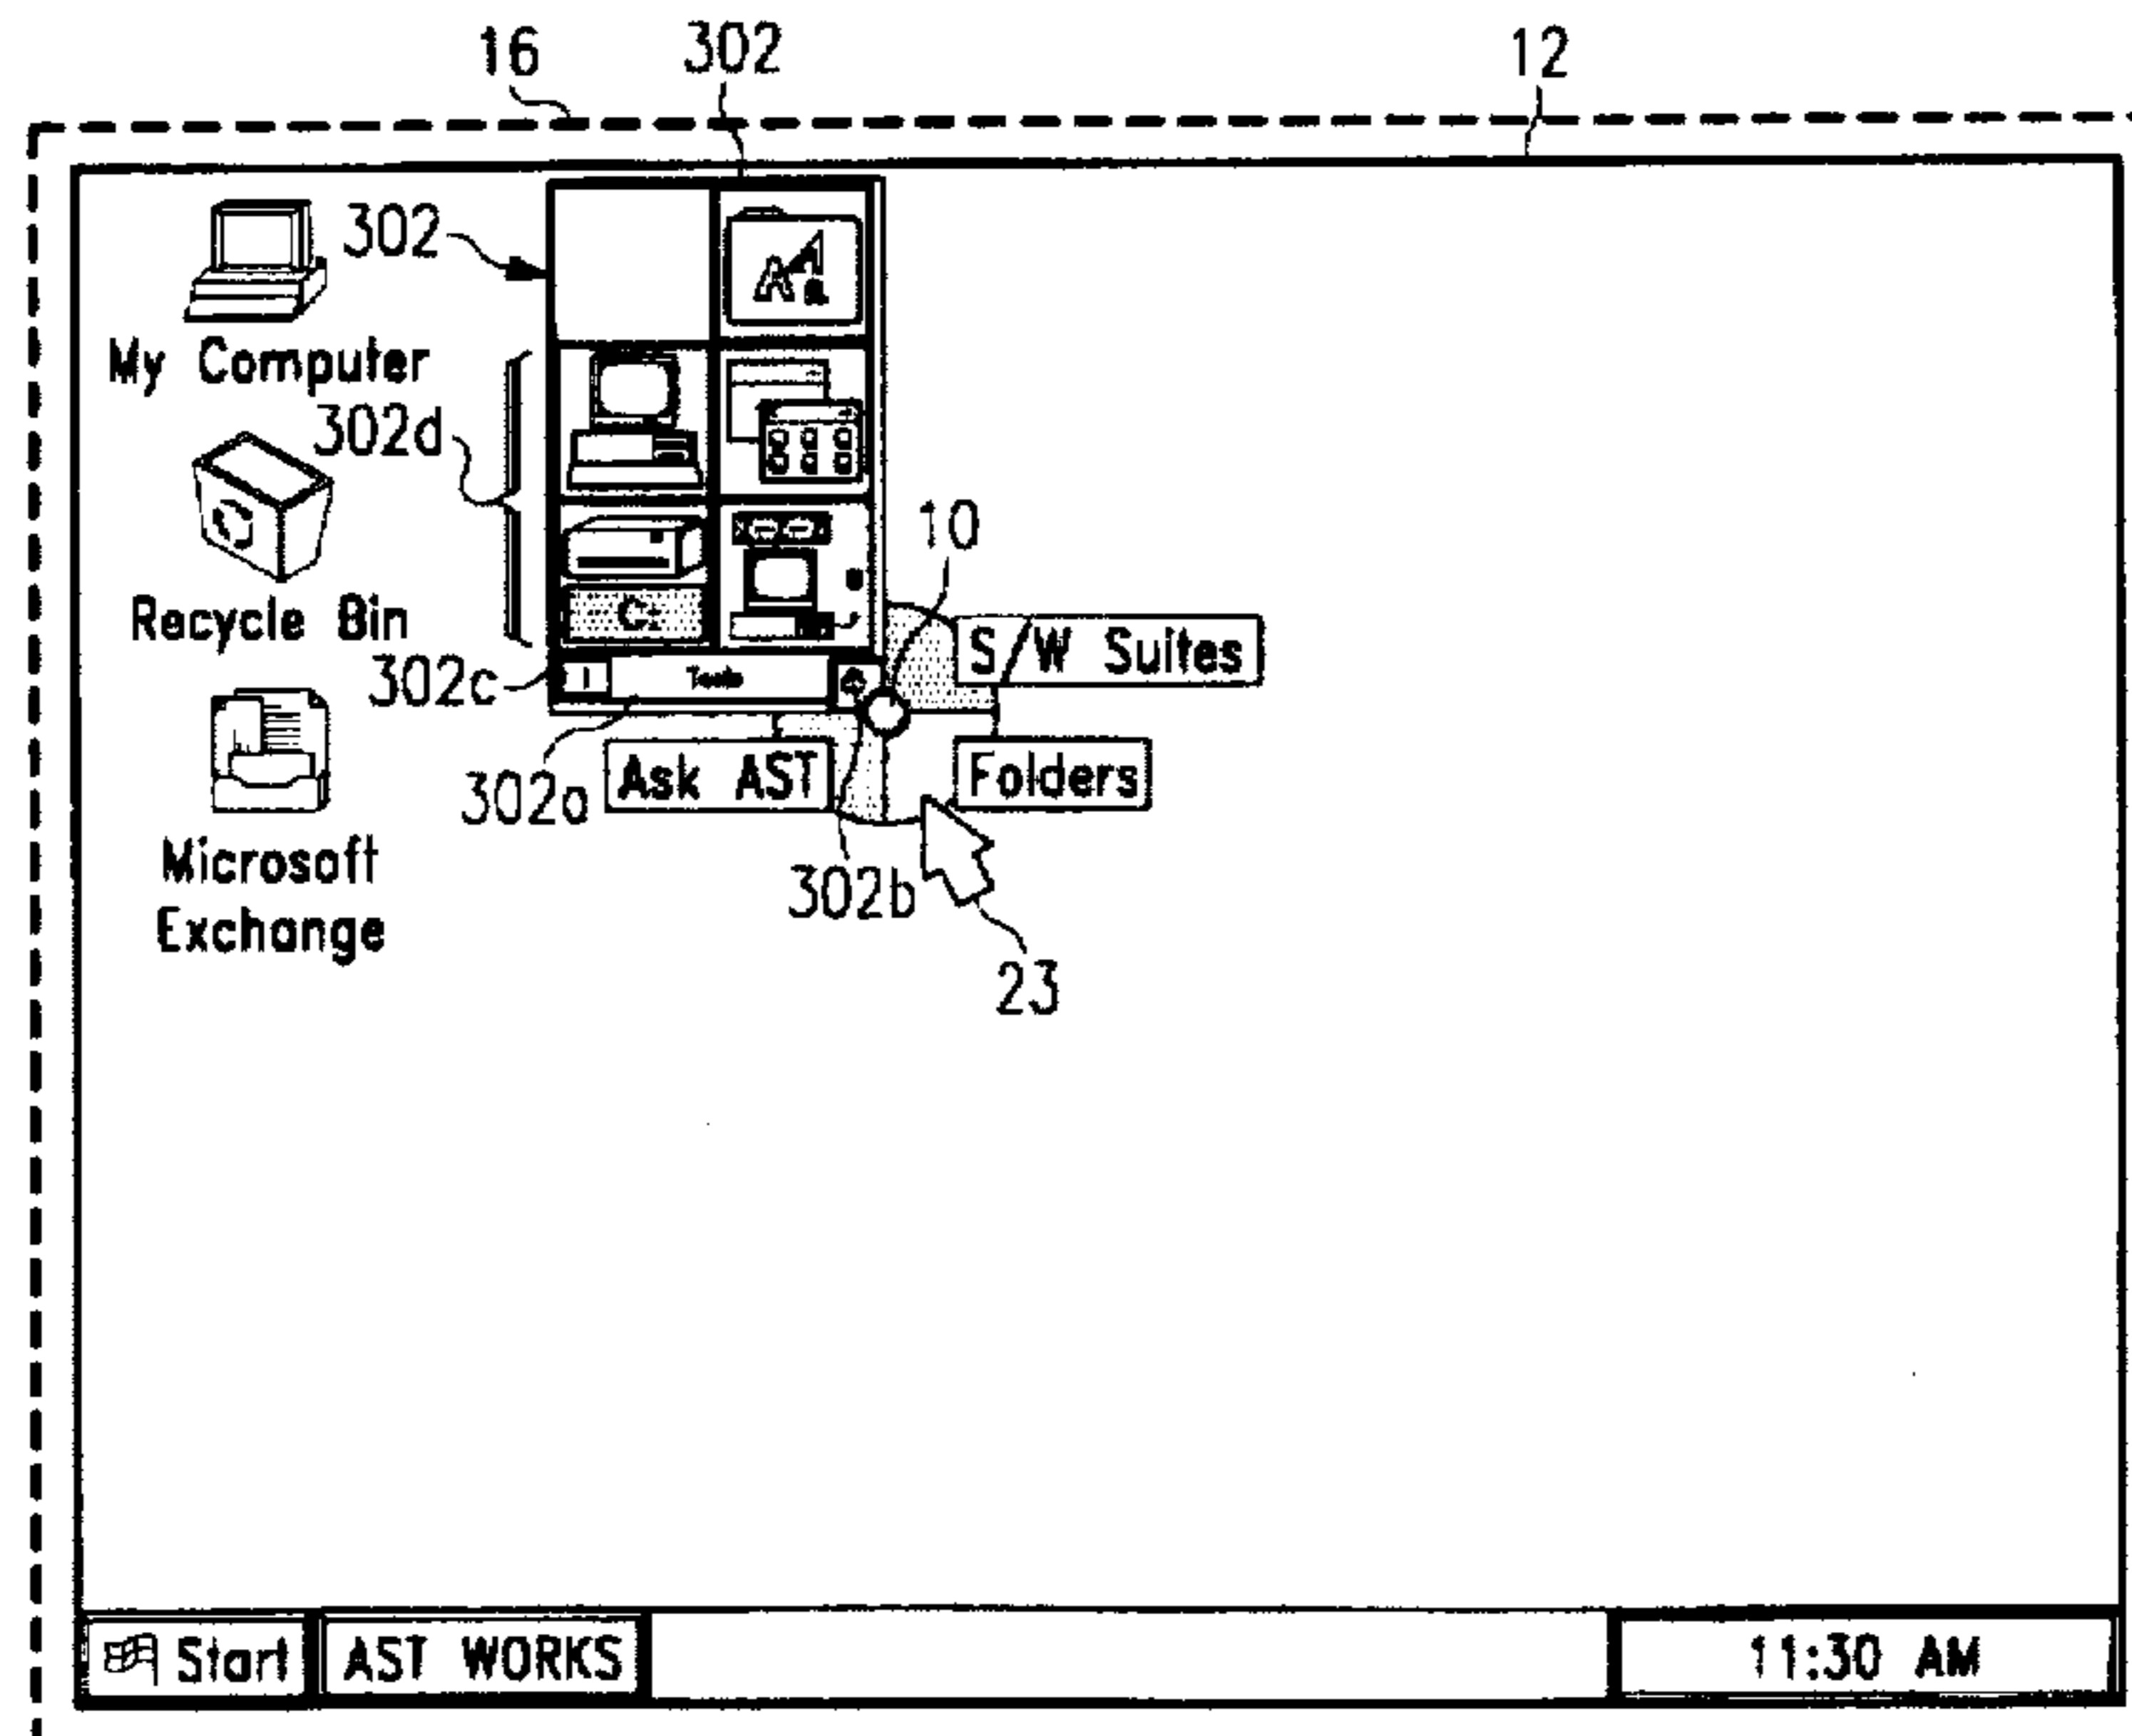 16
302
12
302
My Computer
302d
10
Recycle Bin
C:
S/W Suites
302c
Tools
302a
Ask AST
Folders
302b
Microsoft
Exchange
23
Start
AST WORKS
11:30 AM